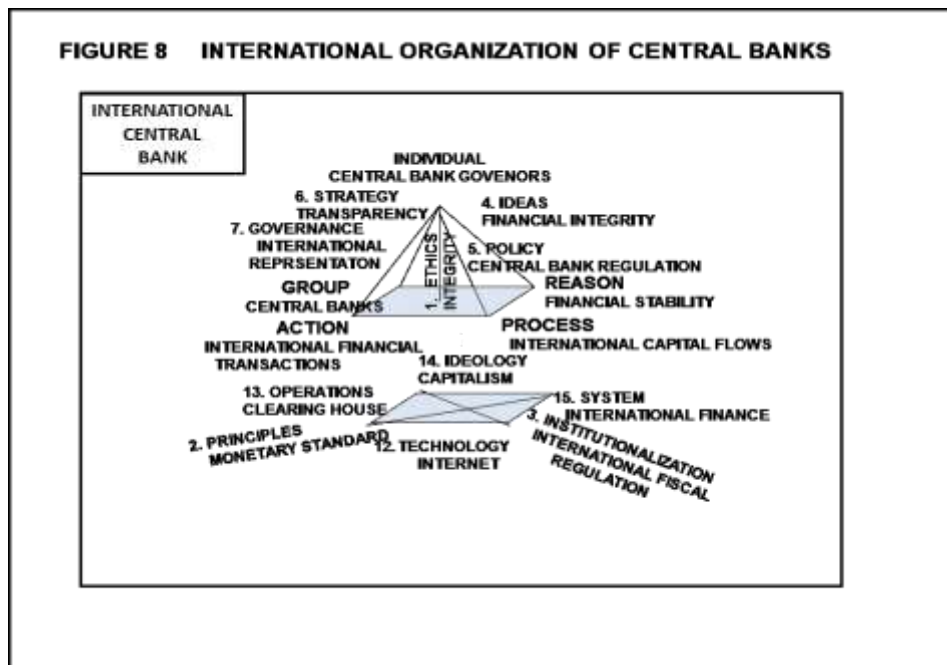 FIGURE 8 INTERNATIONAL ORGANIZATION OF CENTRAL BANKS
INTERNATIONAL
CENTRAL
BANK
INDIVIDUAL
CENTRAL BANK GOVENORS
6. STRATEGY
TRANSPARENCY
4. IDEAS
FINANCIAL INTEGRITY
7. GOVERNANCE
INTERNATIONAL
REPRSENTATON
1. ETHICS
INTEGRITY
5. POLICY
CENTRAL BANK REGULATION
GROUP
CENTRAL BANKS
REASON
FINANCIAL STABILITY
ACTION
INTERNATIONAL FINANCIAL
TRANSACTIONS
PROCESS
INTERNATIONAL CAPITAL FLOWS
14. IDEOLOGY
CAPITALISM
13. OPERATIONS
CLEARING HOUSE
15. SYSTEM
INTERNATIONAL FINANCE
2. PRINCIPLES
MONETARY STANDARD
12. TECHNOLOGY
INTERNET
3. INSTITUTIONALIZATION
INTERNATIONAL FISCAL
REGULATION